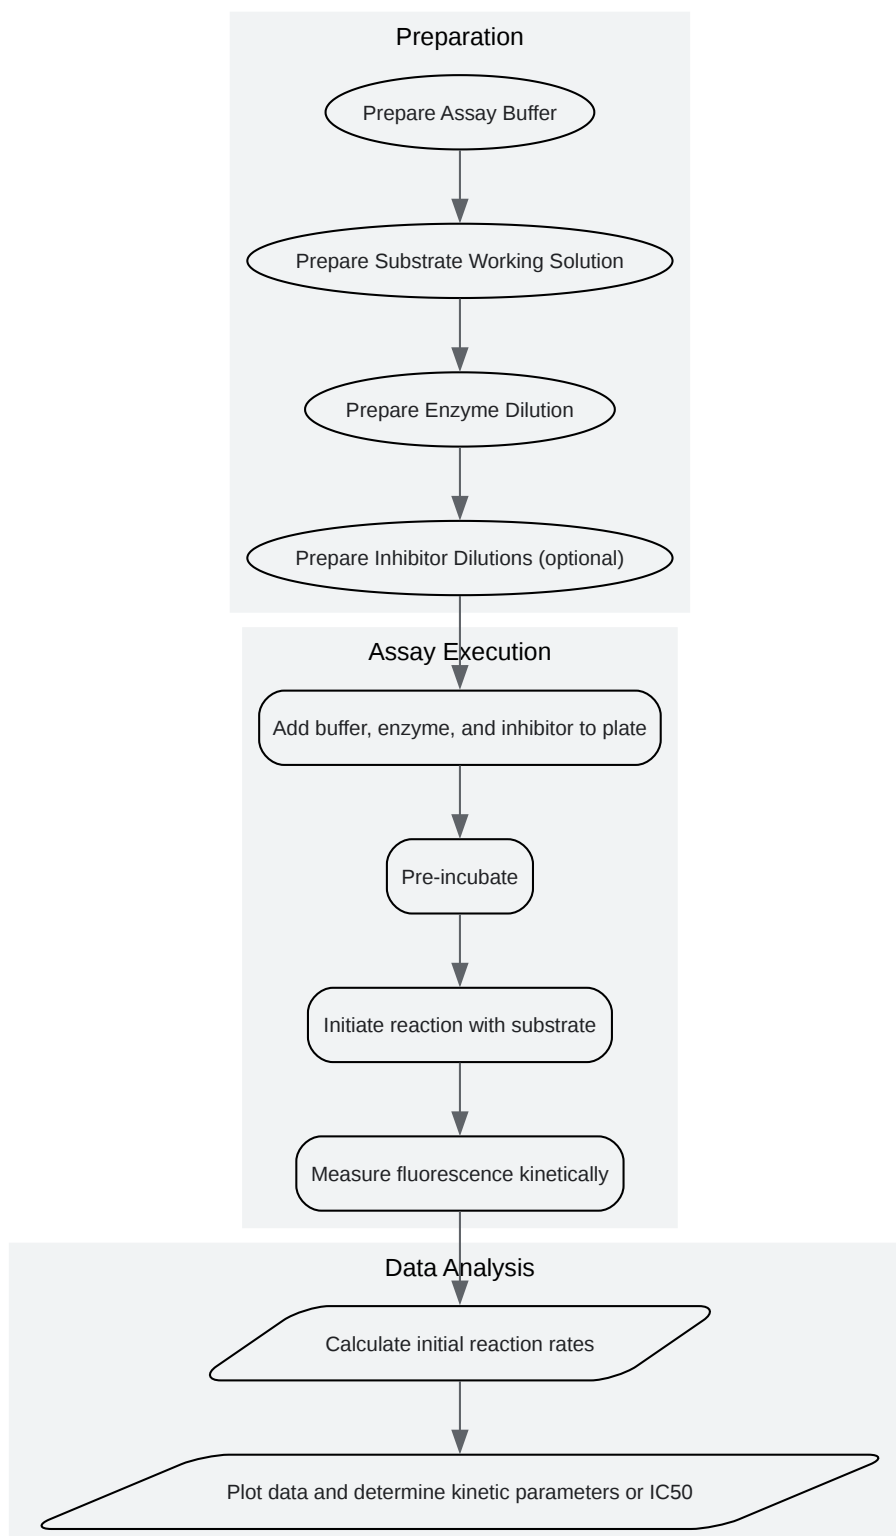 Preparation
Prepare Assay Buffer
Prepare Substrate Working Solution
Prepare Enzyme Dilution
Prepare Inhibitor Dilutions (optional)
Assay Execution
Add buffer, enzyme, and inhibitor to plate
Pre-incubate
Initiate reaction with substrate
Measure fluorescence kinetically
Data Analysis
Calculate initial reaction rates
Plot data and determine kinetic parameters or IC50